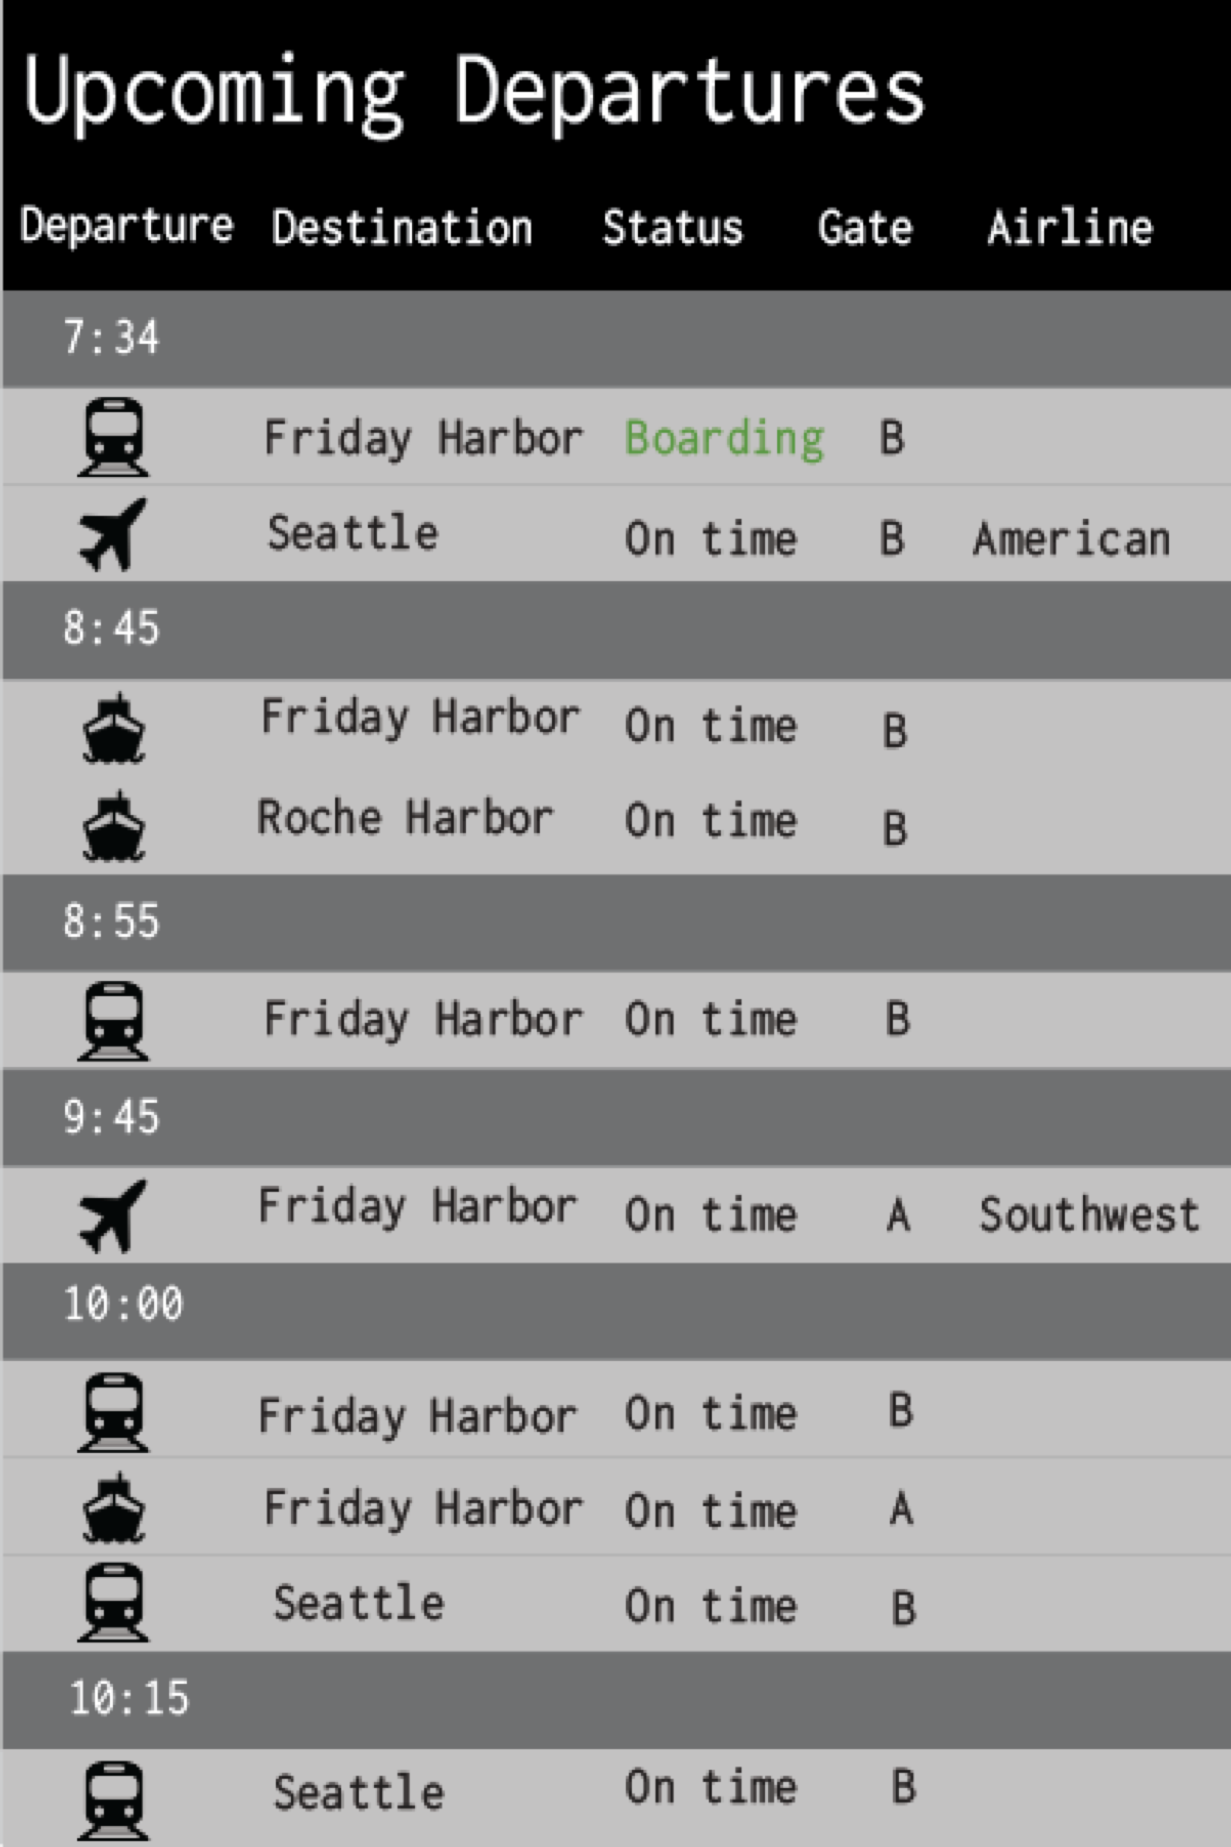 Upcoming Departures
Departure Destination Status Gate Airline
7:34
Friday Harbor Boarding B
Seattle On time B American
8:45
Friday Harbor On time B
Roche Harbor On time B
8:55
Friday Harbor On time B
9:45
Friday Harbor On time A Southwest
10:00
Friday Harbor On time B
Friday Harbor On time A
Seattle On time B
10:15
Seattle On time B